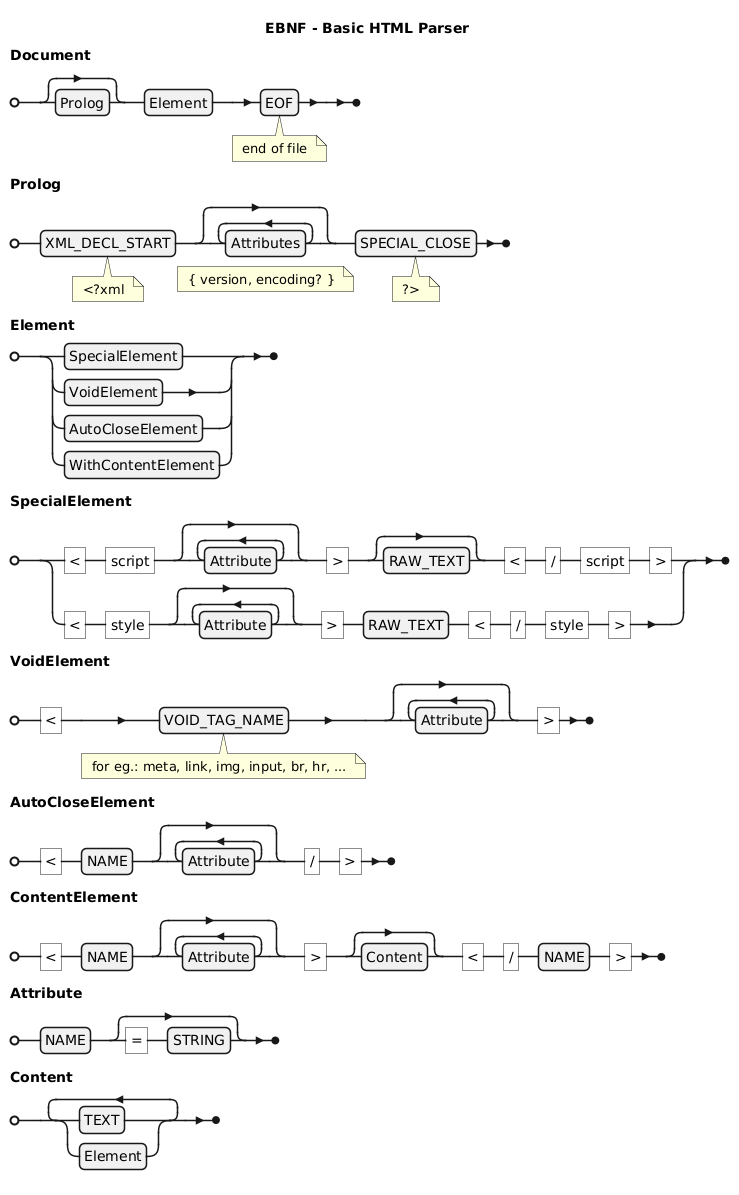 EBNF - Basic HTML Parser
Document
Prolog Element EOF
end of file
Prolog
XML_DECL_START Attributes SPECIAL_CLOSE
<?xml { version, encoding? } ?>
Element
SpecialElement
VoidElement
AutoCloseElement
WithContentElement
SpecialElement
< script Attribute > RAW_TEXT < / script >
< style Attribute > RAW_TEXT < / style >
VoidElement
< VOID_TAG_NAME Attribute >
for eg.: meta, link, img, input, br, hr, ...
AutoCloseElement
< NAME Attribute / >
ContentElement
< NAME Attribute > Content < / NAME >
Attribute
NAME = STRING
Content
TEXT
Element